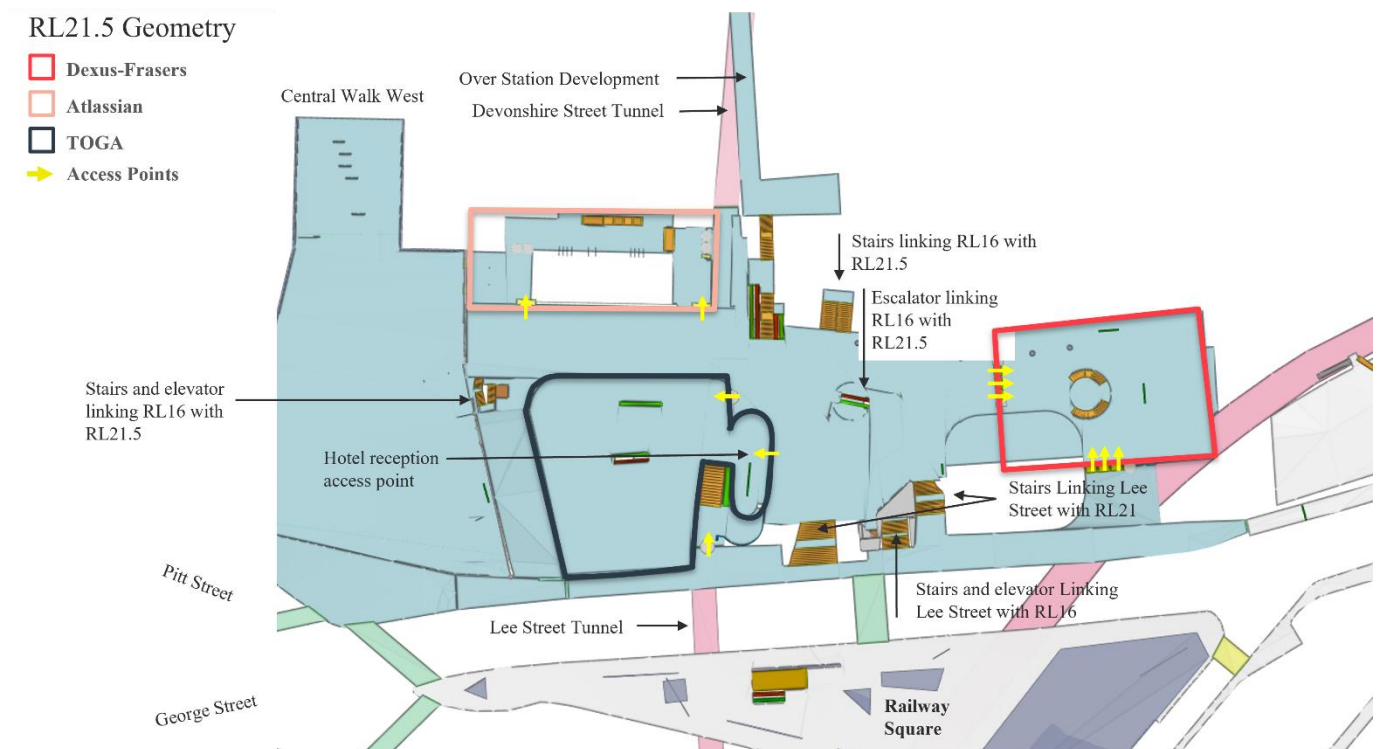 RL21.5 Geometry
Dexus-Frasers
Atlassian
TOGA
Access Points
Central Walk West
Over Station Development
Devonshire Street Tunnel
Stairs linking RL16 with
RL21.5
Escalator linking
RL16 with
RL21.5
Stairs and elevator
linking RL16 with
RL21.5
Hotel reception
access point
Stairs Linking Lee
Street with RL21
Stairs and elevator Linking
Lee Street with RL16
Pitt Street
Lee Street Tunnel
George Street
Railway
Square